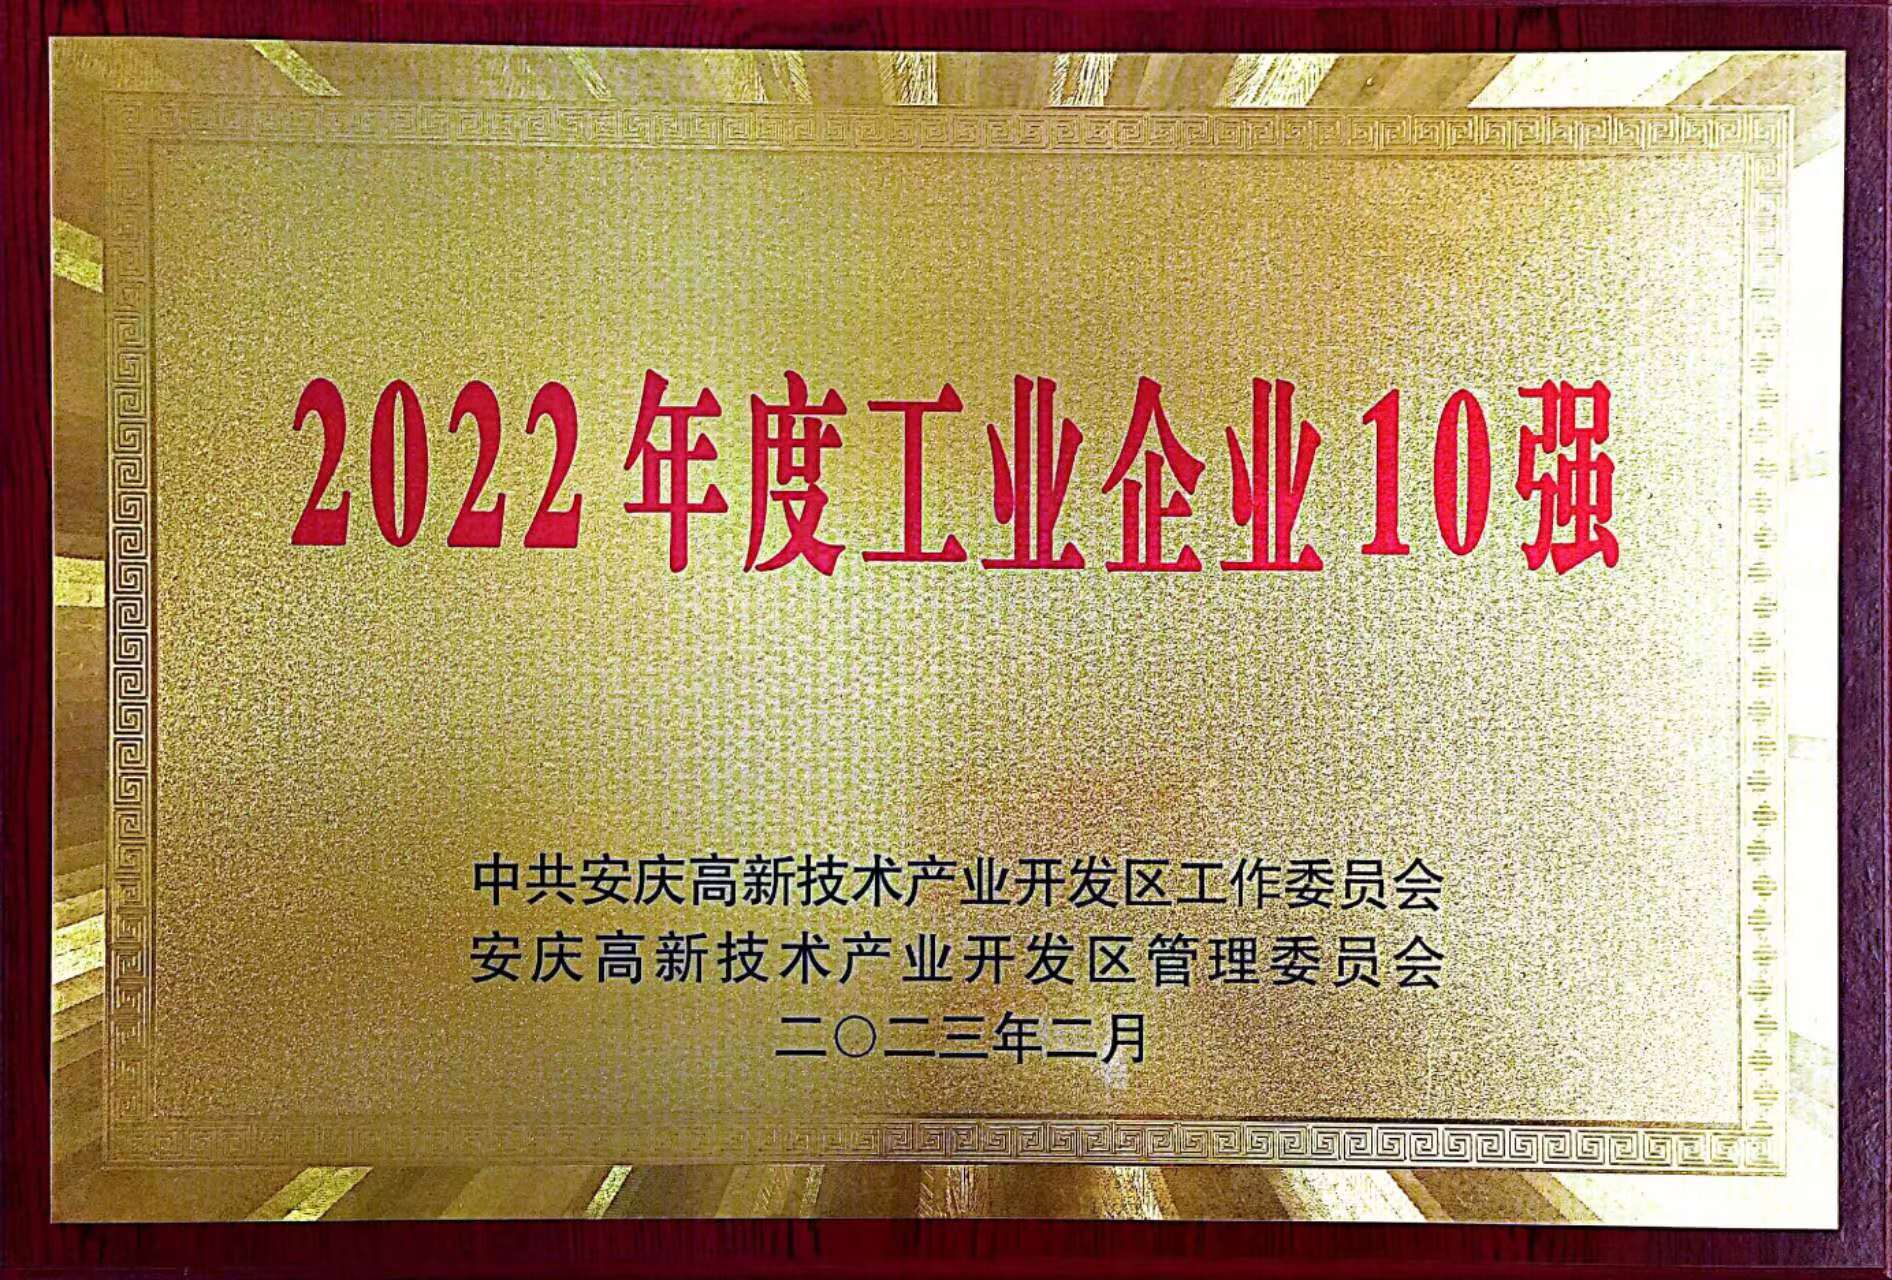 2022年度工业企业10强
中共安庆高新技术产业开发区工作委员会
安庆高新技术产业开发区管理委员会
二〇二三年二月